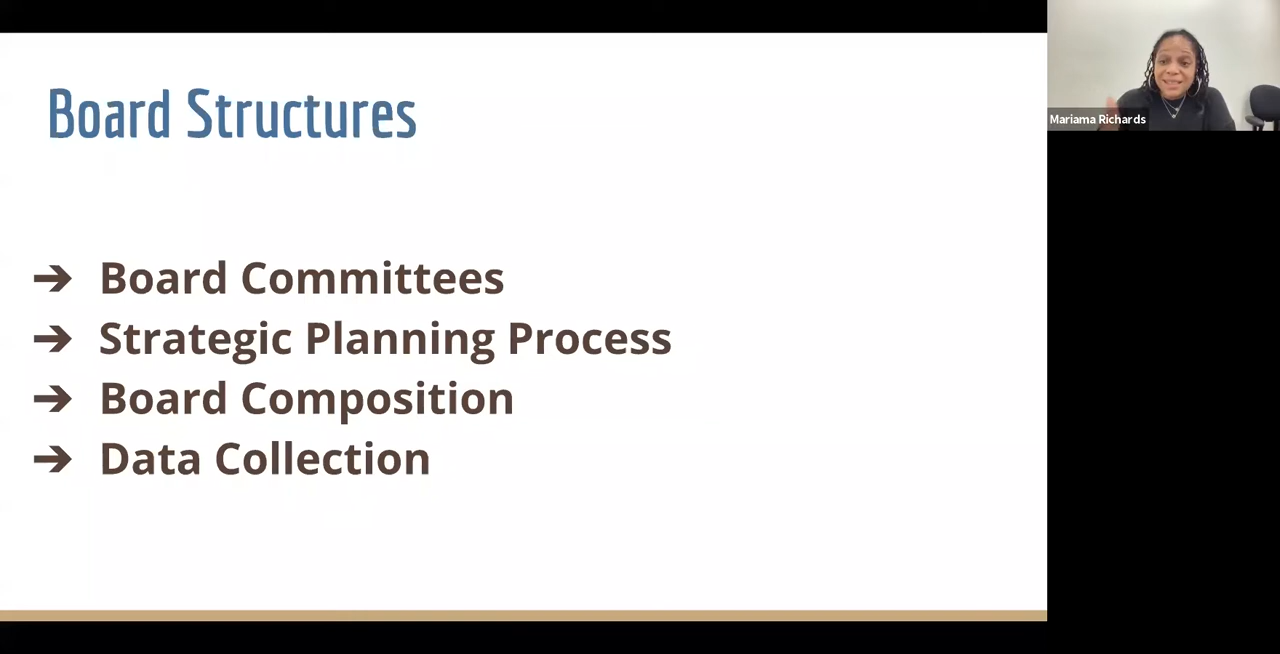 Board Structures
➔ Board Committees
➔ Strategic Planning Process
➔ Board Composition
➔ Data Collection
Mariama Richards